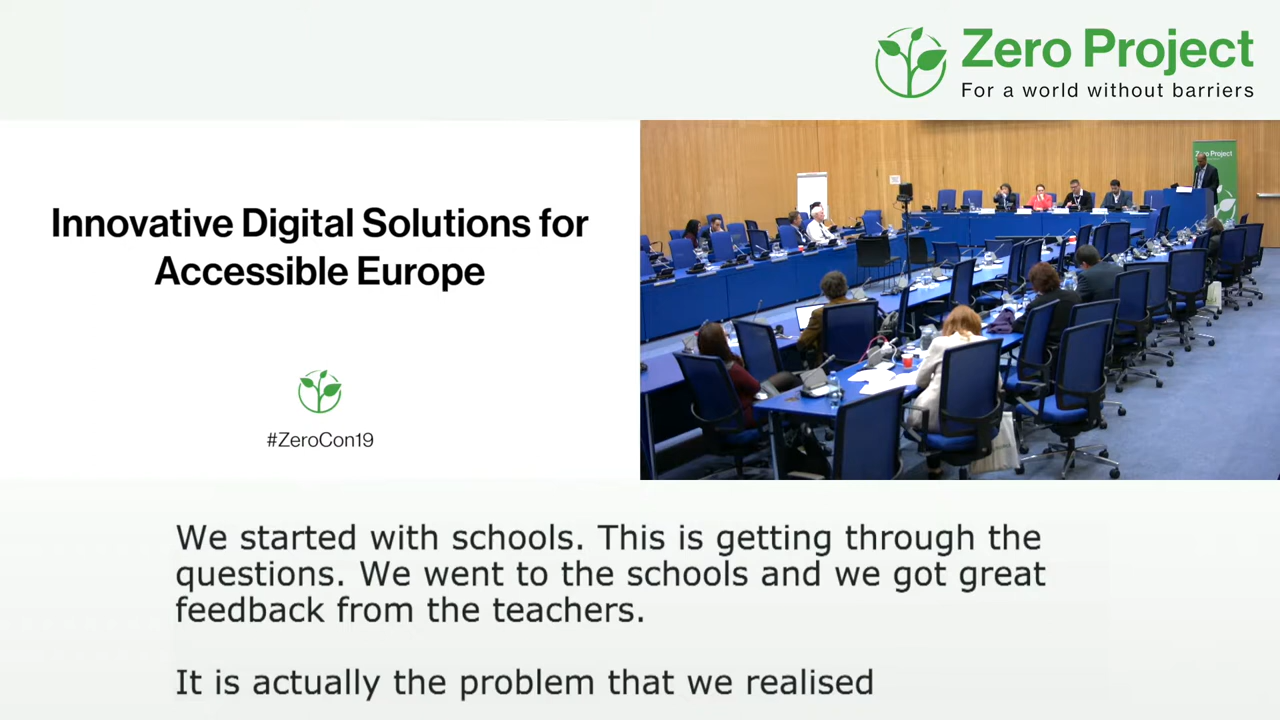 Zero Project
For a world without barriers
Innovative Digital Solutions for
Accessible Europe
#ZeroCon19
Zero Project
We started with schools. This is getting through the
questions. We went to the schools and we got great
feedback from the teachers.
It is actually the problem that we realised